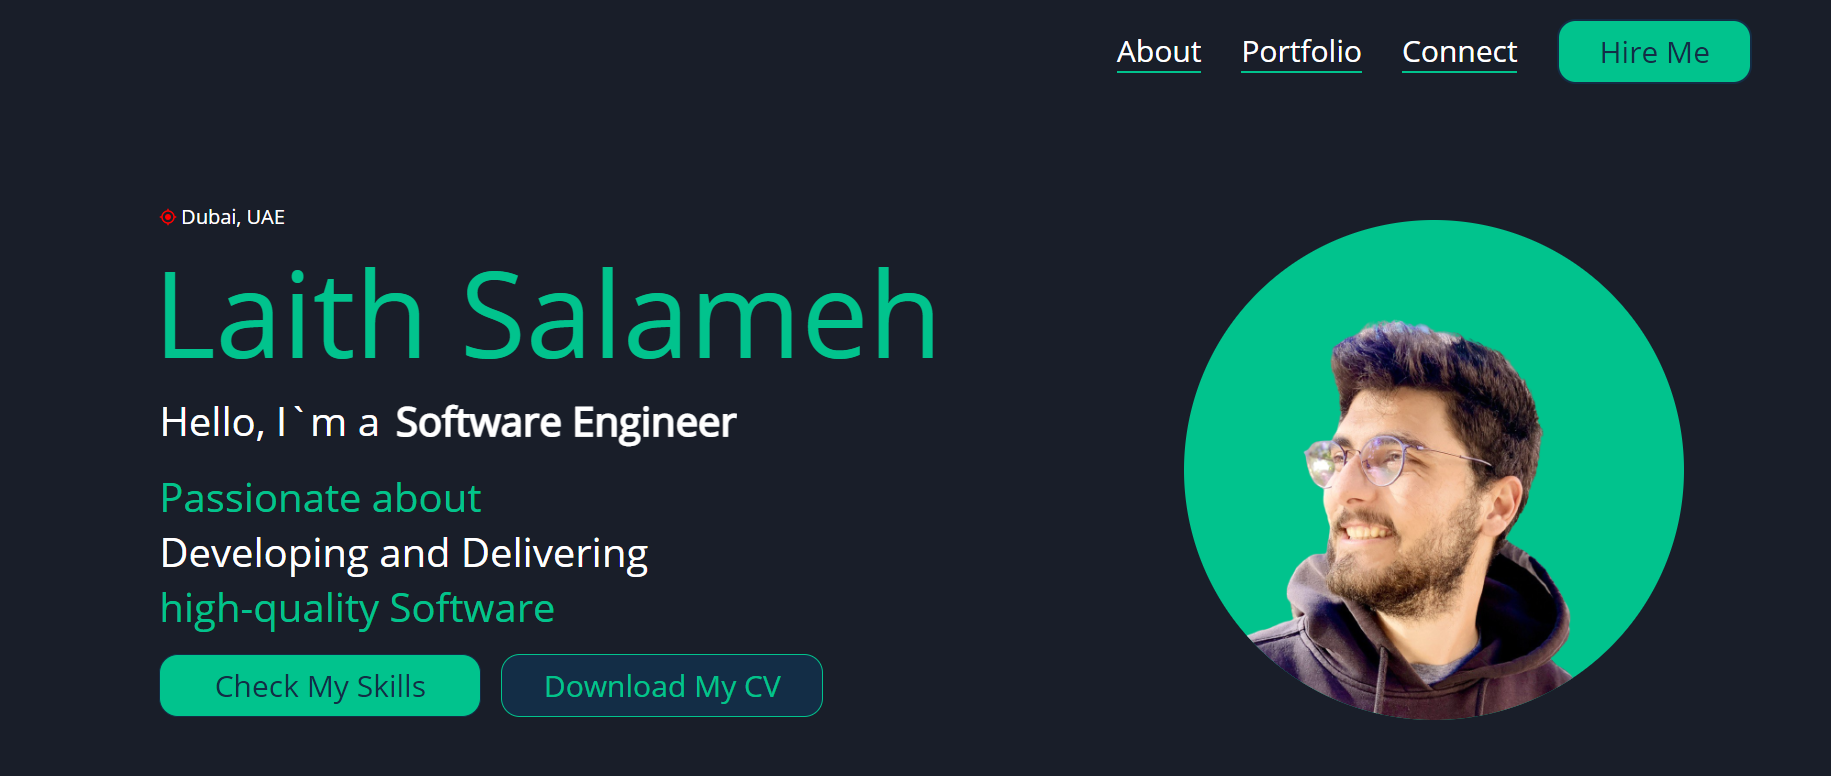 About Portfolio Connect Hire Me
Dubai, UAE
Laith Salameh
Hello, I`m a Software Engineer
Passionate about
Developing and Delivering
high-quality Software
Check My Skills Download My CV